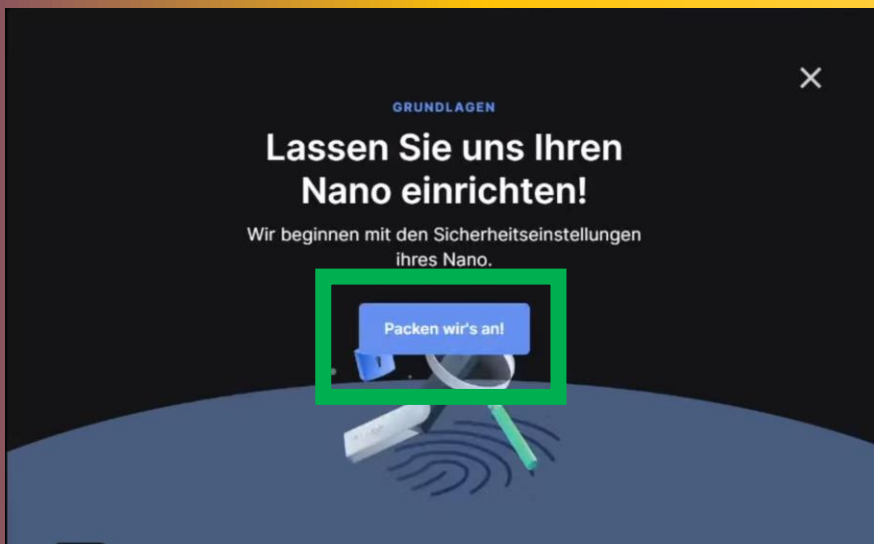 GRUNDLAGEN
Lassen Sie uns Ihren
Nano einrichten!
Wir beginnen mit den Sicherheitseinstellungen
ihres Nano.
Packen wir's an!